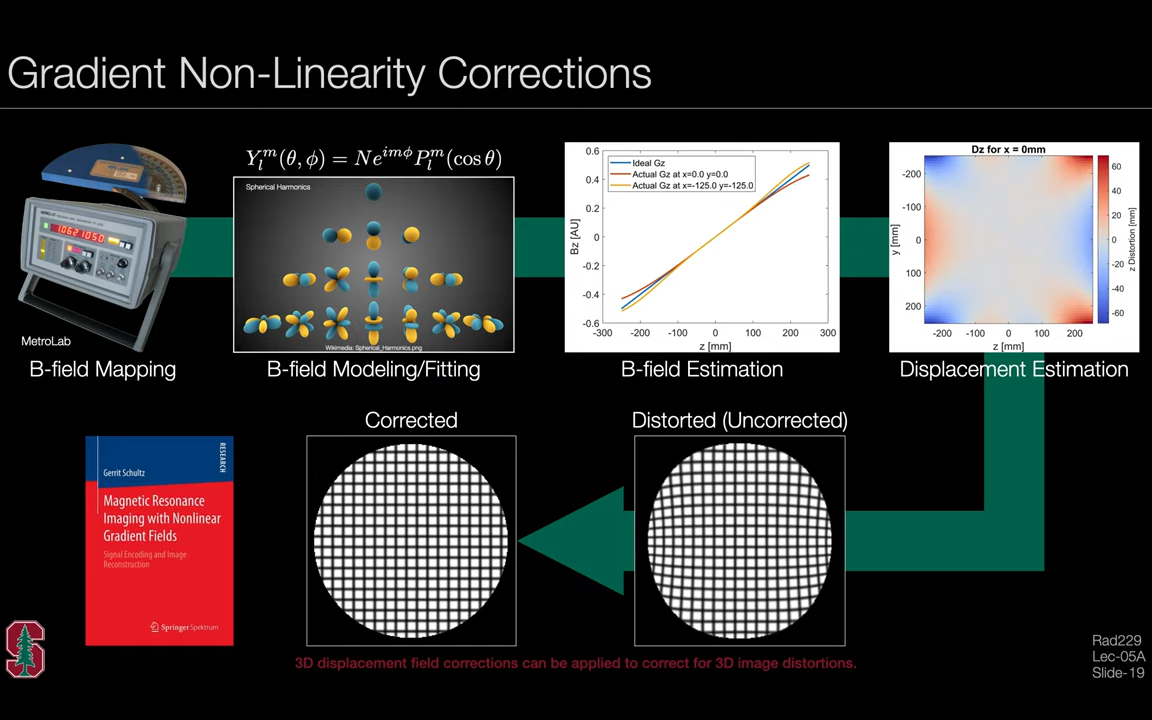 Gradient Non-Linearity Corrections
1.0621050
MetroLab
B-field Mapping
Y_l^m(θ, ϕ) = Ne^{imϕ}P_l^m(cos θ)
Spherical Harmonics
Wikimedia: Spherical_Harmonics.png
B-field Modeling/Fitting
Ideal Gz
Actual Gz at x=0.0 y=0.0
Actual Gz at x=-125.0 y=-125.0
0.6
0.4
0.2
0
-0.2
-0.4
-0.6
Bz [AU]
-300 -200 -100 0 100 200 300
z [mm]
B-field Estimation
Dz for x = 0mm
-200
-100
0
100
200
y [mm]
-200 -100 0 100 200
z [mm]
60
40
20
0
-20
-40
-60
z Distortion [mm]
Displacement Estimation
Corrected
Distorted (Uncorrected)
RESEARCH
Gerrit Schultz
Magnetic Resonance
Imaging with Nonlinear
Gradient Fields
Signal Encoding and Image
Reconstruction
Springer Spektrum
S
3D displacement field corrections can be applied to correct for 3D image distortions.
Rad229
Lec-05A
Slide-19